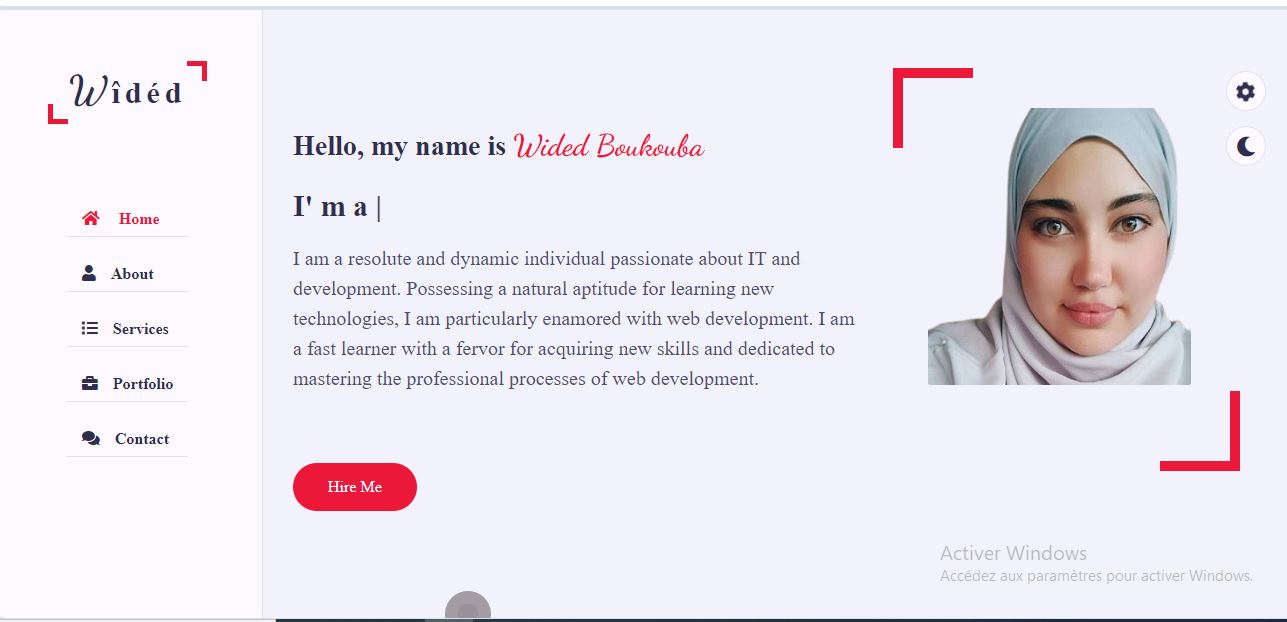 Wîdéd
Home
About
Services
Portfolio
Contact
Hello, my name is Wided Boukouba
I' m a |
I am a resolute and dynamic individual passionate about IT and
development. Possessing a natural aptitude for learning new
technologies, I am particularly enamored with web development. I am
a fast learner with a fervor for acquiring new skills and dedicated to
mastering the professional processes of web development.
Hire Me
Activer Windows
Accédez aux paramètres pour activer Windows.